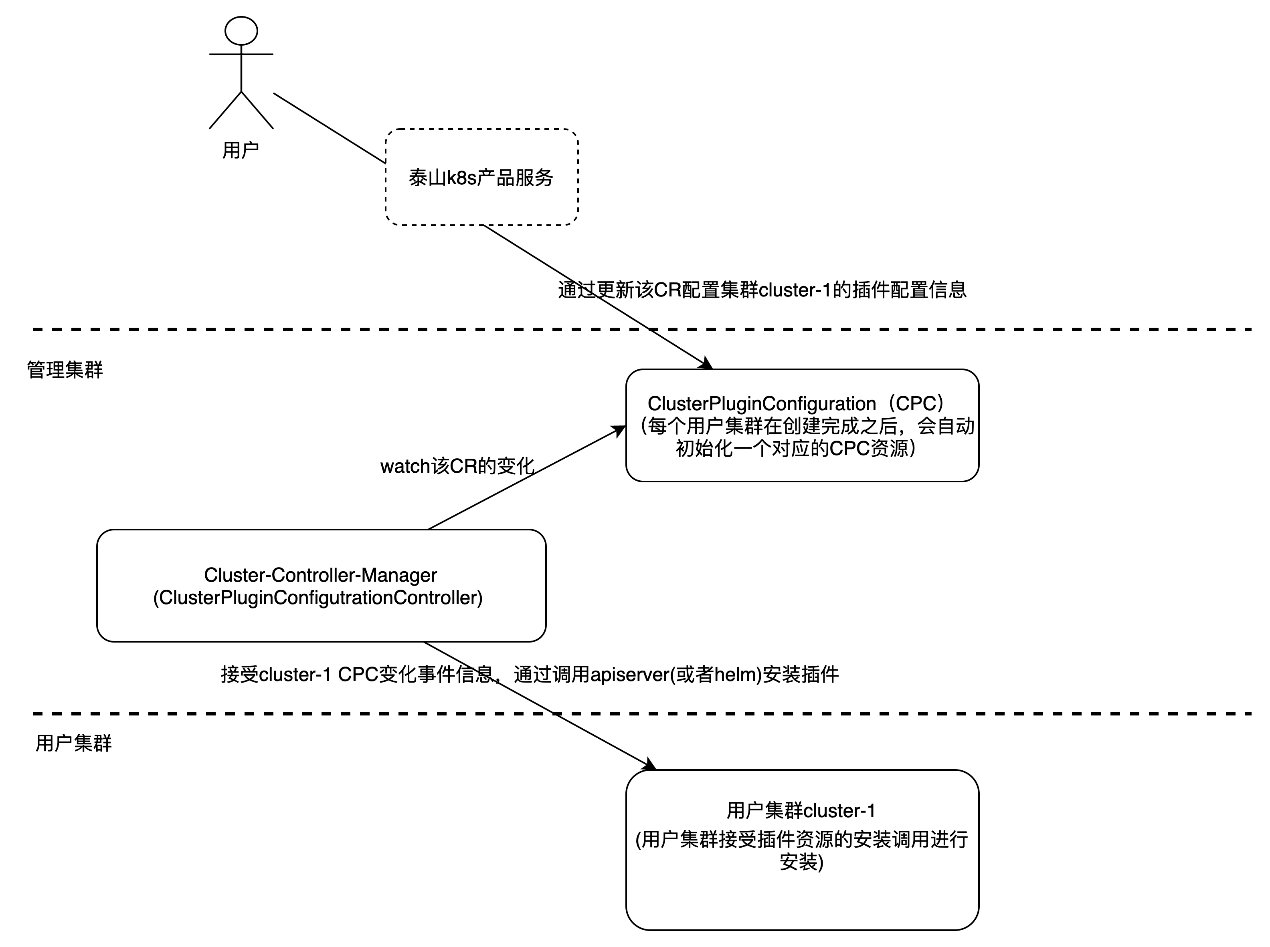 用户
泰山k8s产品服务
通过更新该CR配置集群cluster-1的插件配置信息
管理集群
ClusterPluginConfiguration（CPC）
（每个用户集群在创建完成之后，会自动
初始化一个对应的CPC资源）
watch该CR的变化
Cluster-Controller-Manager
(ClusterPluginConfigutrationController)
接受cluster-1 CPC变化事件信息，通过调用apiserver(或者helm)安装插件
用户集群
用户集群cluster-1
(用户集群接受插件资源的安装调用进行
安装)